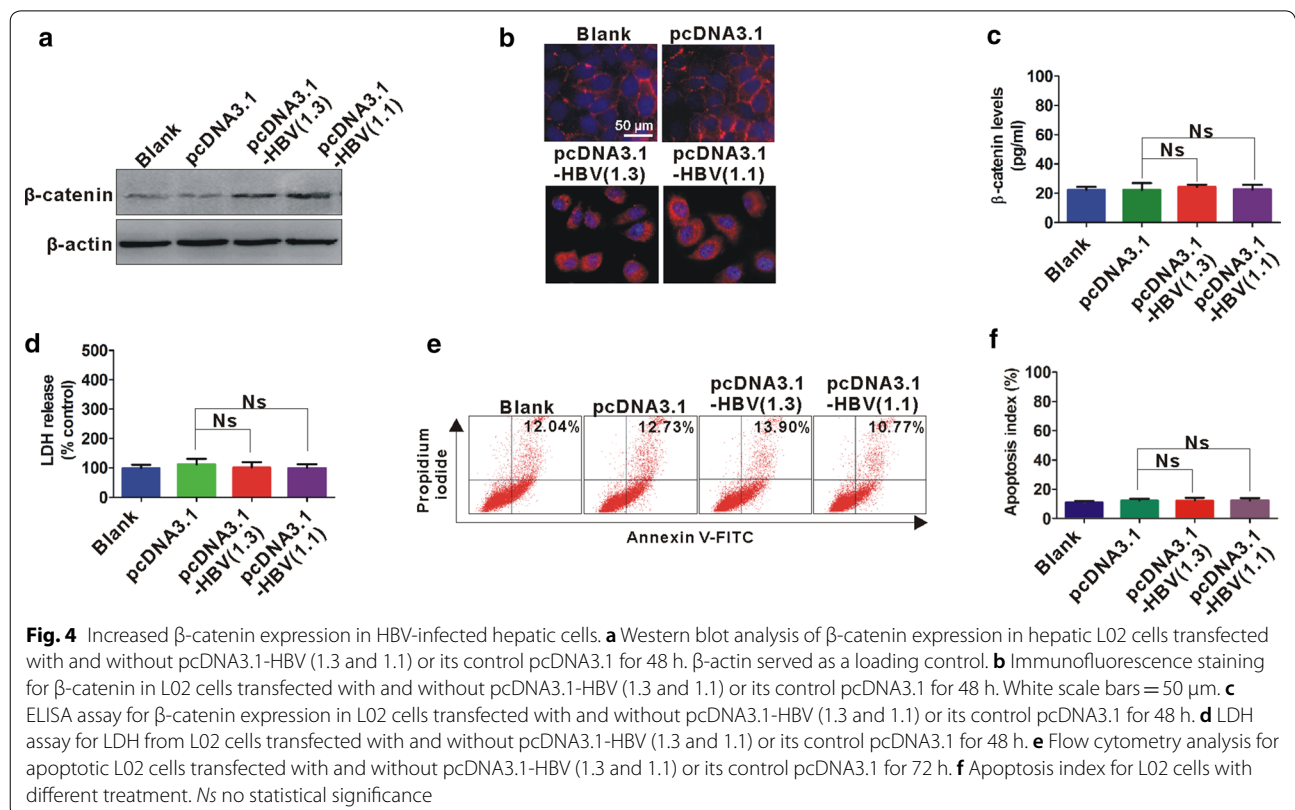 a
Blank
pcDNA3.1
pcDNA3.1
-HBV(1.3)
pcDNA3.1
-HBV(1.1)
β-catenin
β-actin
b
Blank
pcDNA3.1
50 µm
pcDNA3.1
-HBV(1.3)
pcDNA3.1
-HBV(1.1)
c
β-catenin levels
(pg/ml)
100
80
60
40
20
0
Ns
Ns
Blank
pcDNA3.1
pcDNA3.1
-HBV(1.3)
pcDNA3.1
-HBV(1.1)
d
LDH release
(% control)
500
400
300
200
100
0
Ns
Ns
Blank
pcDNA3.1
pcDNA3.1
-HBV(1.3)
pcDNA3.1
-HBV(1.1)
e
Blank
pcDNA3.1
pcDNA3.1
-HBV(1.3)
pcDNA3.1
-HBV(1.1)
12.04%
12.73%
13.90%
10.77%
Propidium
iodide
Annexin V-FITC
f
Apoptosis index (%)
100
80
60
40
20
0
Ns
Ns
Blank
pcDNA3.1
pcDNA3.1
-HBV(1.3)
pcDNA3.1
-HBV(1.1)
Fig. 4 Increased β-catenin expression in HBV-infected hepatic cells. a Western blot analysis of β-catenin expression in hepatic L02 cells transfected
with and without pcDNA3.1-HBV (1.3 and 1.1) or its control pcDNA3.1 for 48 h. β-actin served as a loading control. b Immunofluorescence staining
for β-catenin in L02 cells transfected with and without pcDNA3.1-HBV (1.3 and 1.1) or its control pcDNA3.1 for 48 h. White scale bars = 50 µm. c
ELISA assay for β-catenin expression in L02 cells transfected with and without pcDNA3.1-HBV (1.3 and 1.1) or its control pcDNA3.1 for 48 h. d LDH
assay for LDH from L02 cells transfected with and without pcDNA3.1-HBV (1.3 and 1.1) or its control pcDNA3.1 for 48 h. e Flow cytometry analysis for
apoptotic L02 cells transfected with and without pcDNA3.1-HBV (1.3 and 1.1) or its control pcDNA3.1 for 72 h. f Apoptosis index for L02 cells with
different treatment. Ns no statistical significance